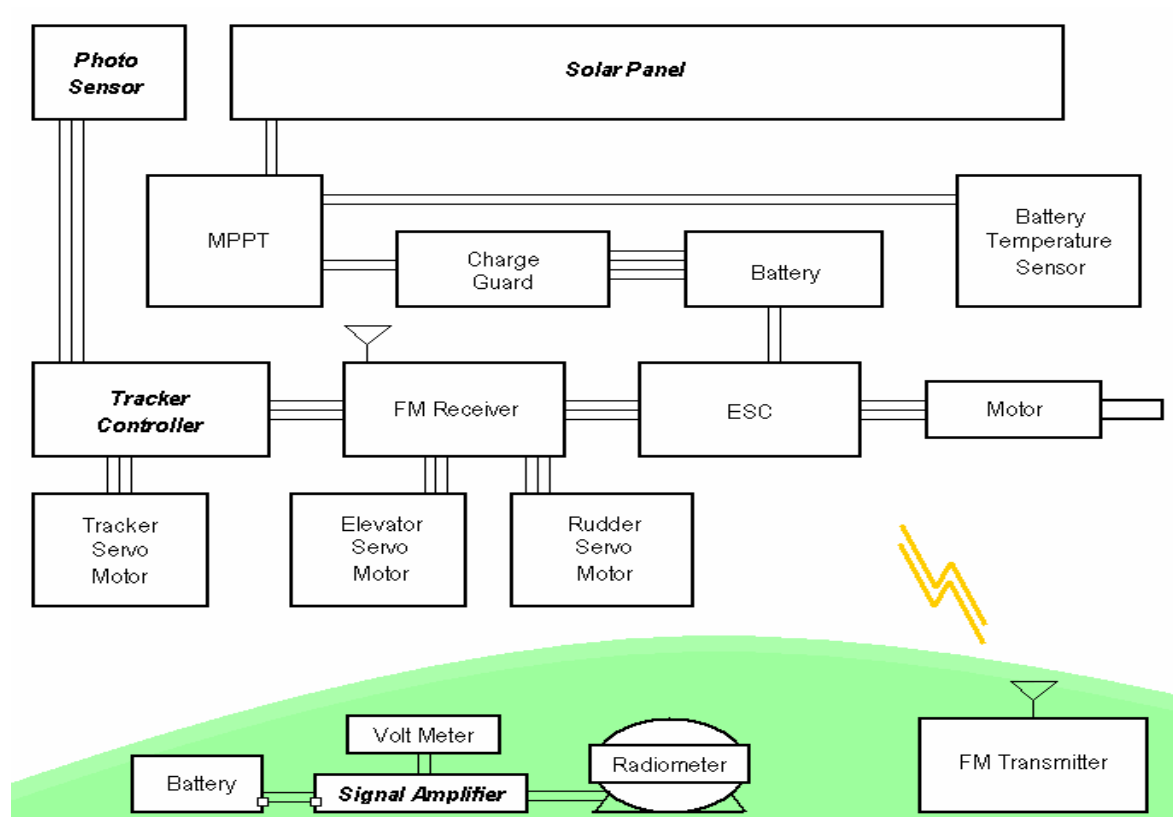 Photo
Sensor
Solar Panel
MPPT
Charge
Guard
Battery
Battery
Temperature
Sensor
Tracker
Controller
FM Receiver
ESC
Motor
Tracker
Servo
Motor
Elevator
Servo
Motor
Rudder
Servo
Motor
Volt Meter
Battery
Signal Amplifier
Radiometer
FM Transmitter